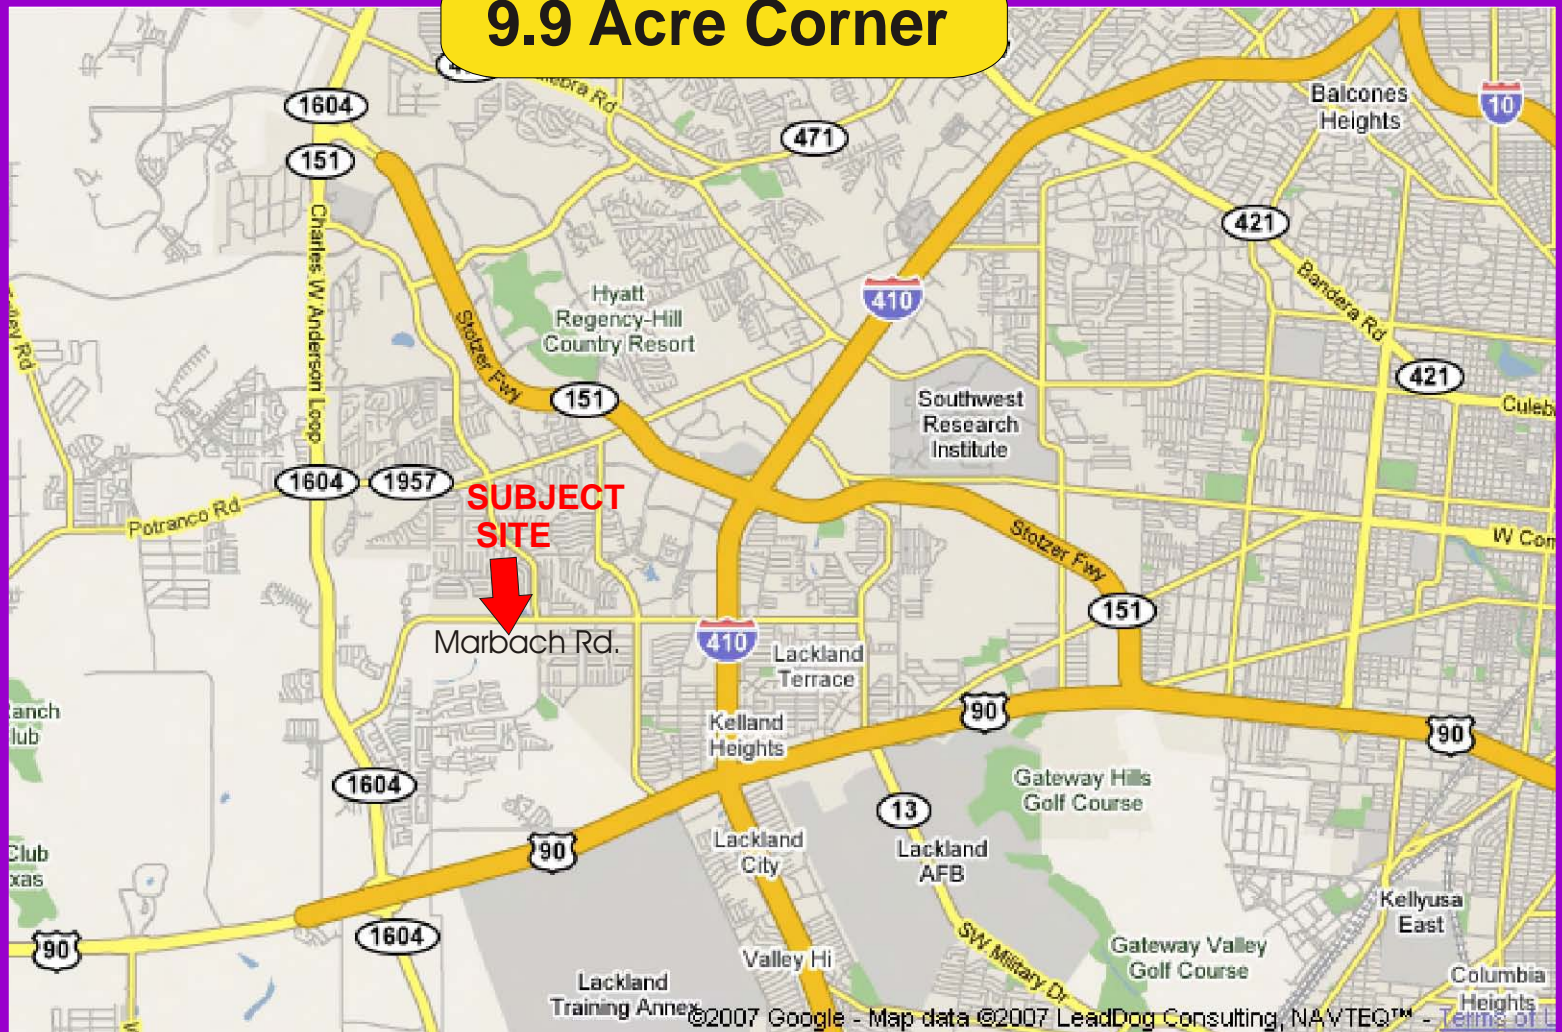 9.9 Acre Corner
1604
151
471
Balcones
Heights
10
421
Bandera Rd
421
Charles W Anderson Loop
Hyatt
Regency-Hill
Country Resort
410
Stotzer Fwy
151
Southwest
Research
Institute
1604
1957
Potranco Rd
SUBJECT
SITE
Stotzer Fwy
151
Marbach Rd.
410
Lackland
Terrace
90
90
Kelland
Heights
1604
Gateway Hills
Golf Course
13
90
Lackland
City
Lackland
AFB
Kellyusa
East
90
1604
SW Military Dr
Valley Hi
Gateway Valley
Golf Course
Columbia
Heights
Lackland
Training Annex
©2007 Google - Map data ©2007 LeadDog Consulting, NAVTEQ™ - Terms of